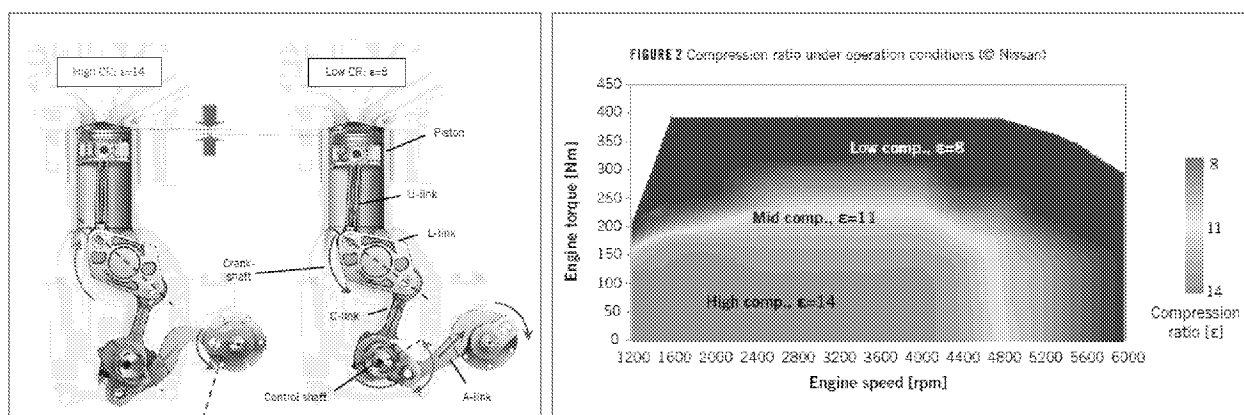 High CR: ε=14
Low CR: ε=8
Piston
U-link
L-link
Crank-
shaft
C-link
Control shaft
A-link
FIGURE 2 Compression ratio under operation conditions (© Nissan)
Engine torque [Nm]
450
400
350
300
250
200
150
100
50
0
Low comp., ε=8
Mid comp., ε=11
High comp., ε=14
1200 1600 2000 2400 2800 3200 3600 4000 4400 4800 5200 5600 6000
Engine speed [rpm]
8
11
14
Compression
ratio [ε]